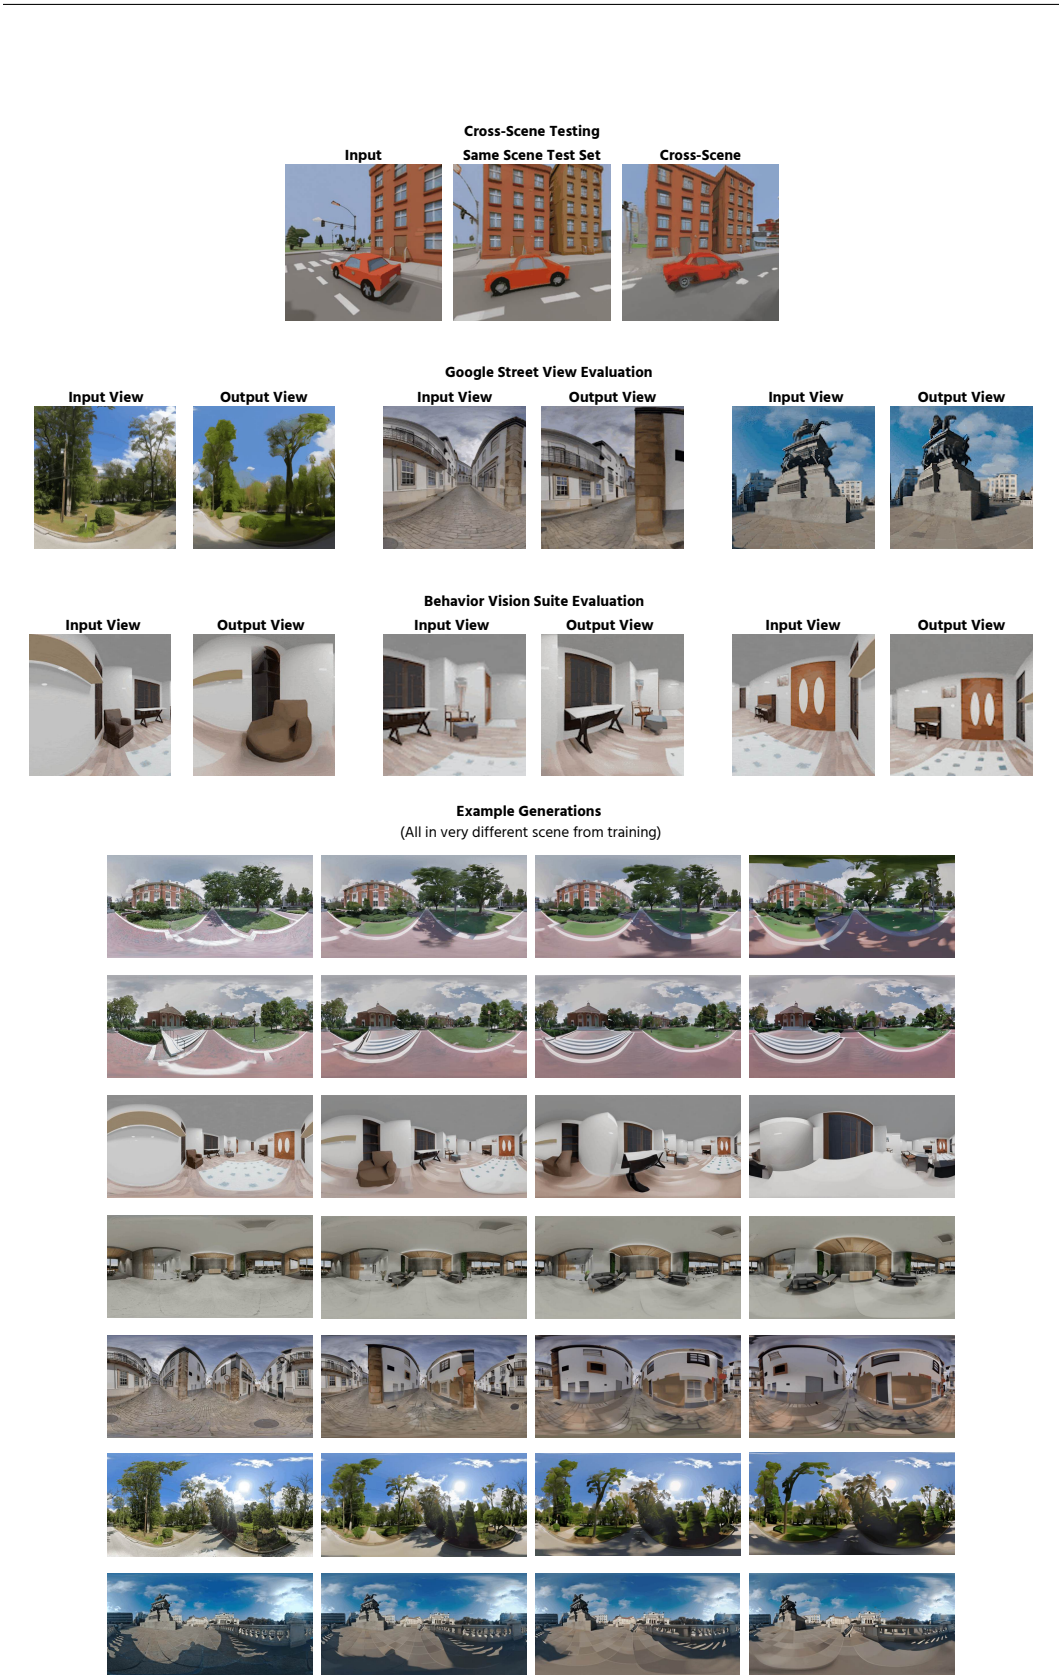 Cross-Scene Testing
Input Same Scene Test Set Cross-Scene
Google Street View Evaluation
Input View Output View Input View Output View Input View Output View
Behavior Vision Suite Evaluation
Input View Output View Input View Output View Input View Output View
Example Generations
(All in very different scene from training)